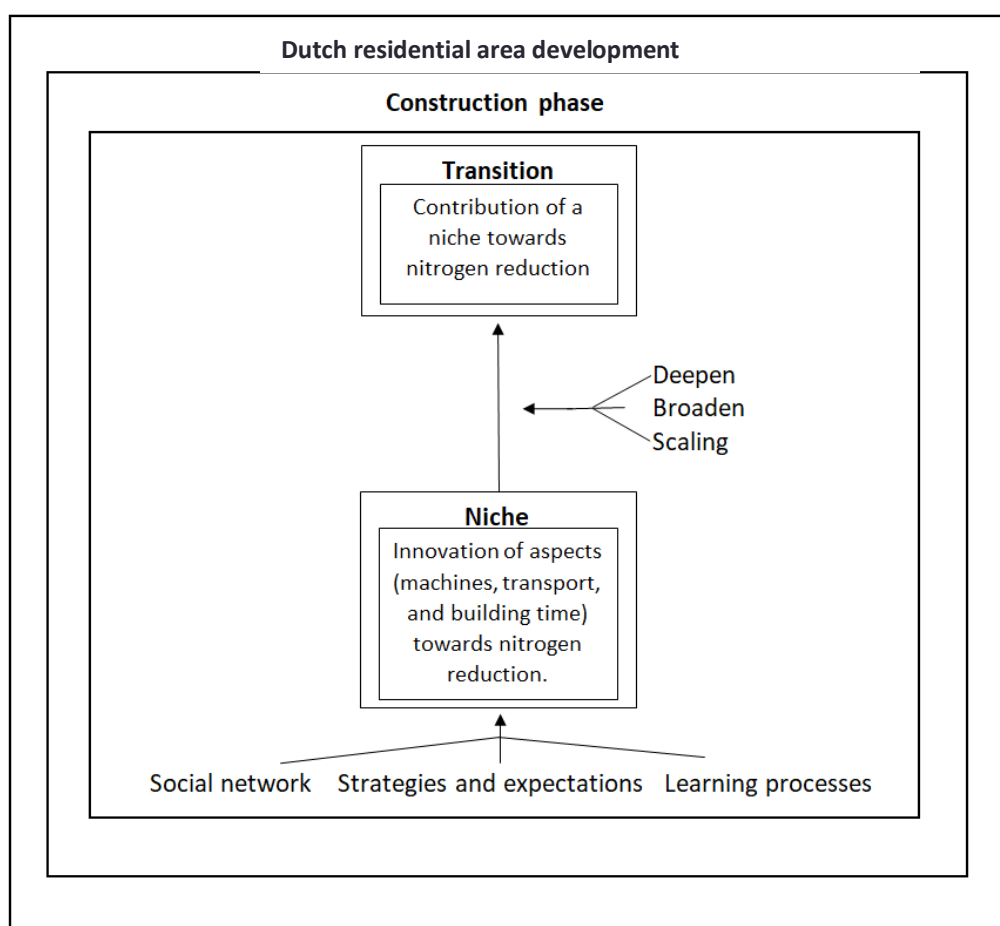 Dutch residential area development
Construction phase
Transition
Contribution of a
niche towards
nitrogen reduction
Deepen
Broaden
Scaling
Niche
Innovation of aspects
(machines, transport,
and building time)
towards nitrogen
reduction.
Social network Strategies and expectations Learning processes